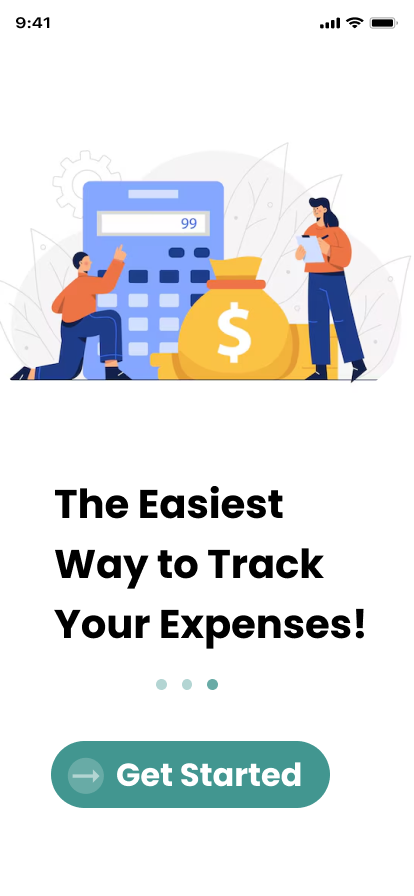 9:41
99
$
The Easiest
Way to Track
Your Expenses!
Get Started